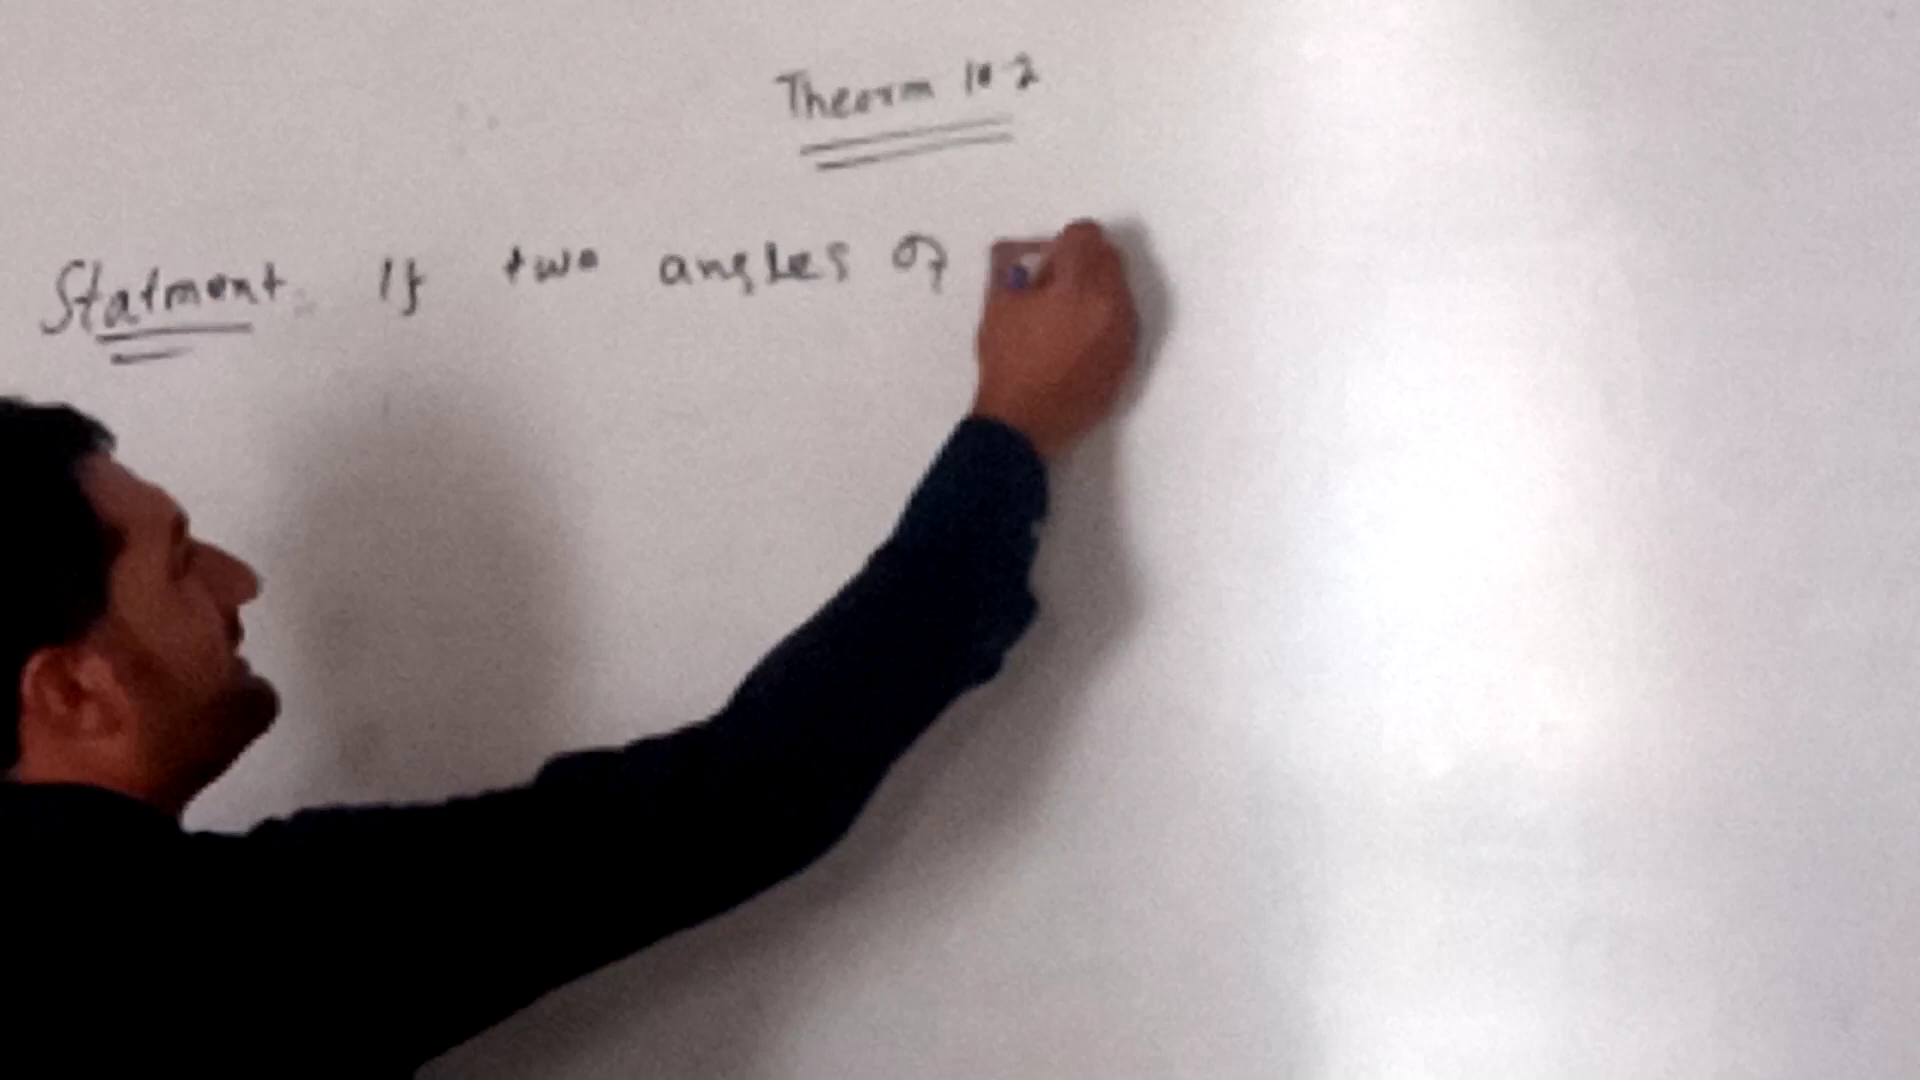 Theorm 10.2
Statment. If two angles of